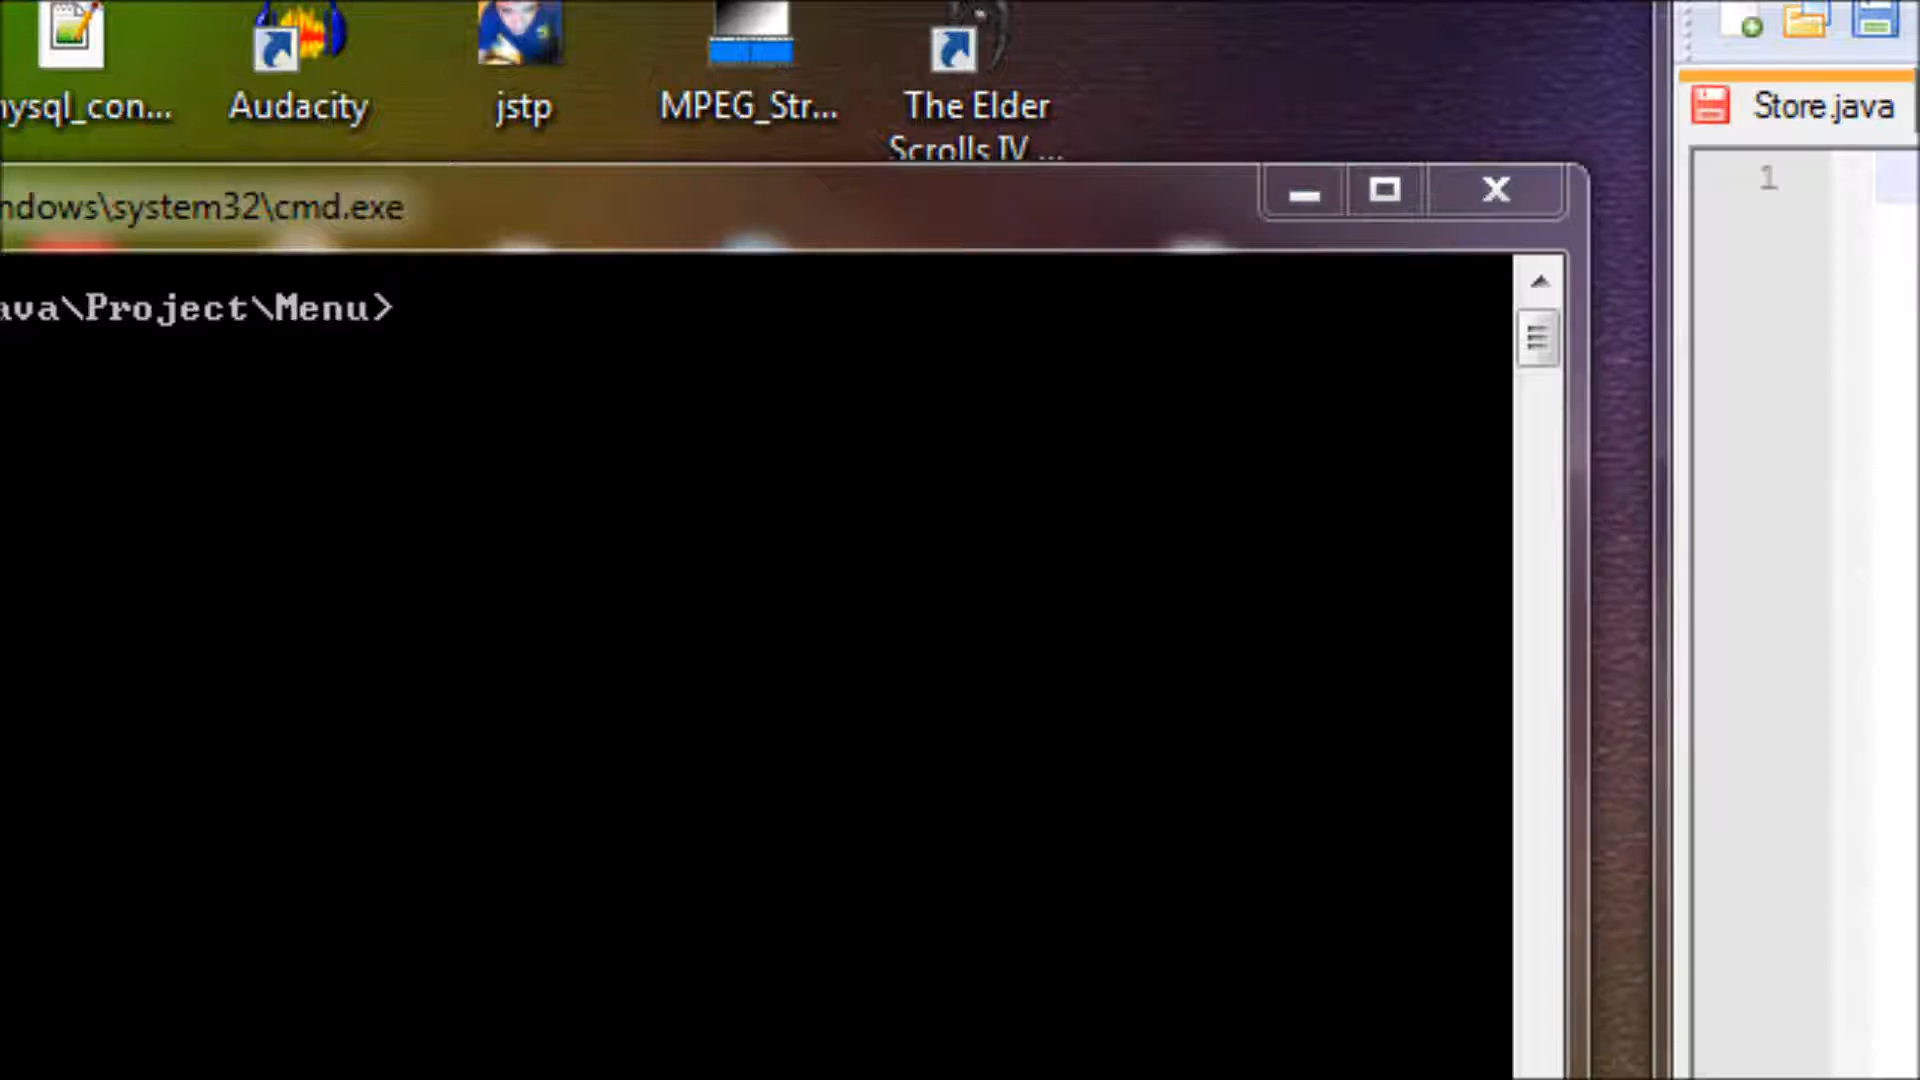 ysql_con...
Audacity
jstp
MPEG_Str...
The Elder
Scrolls IV ...
Store.java
ndows\system32\cmd.exe
1
ava\Project\Menu>